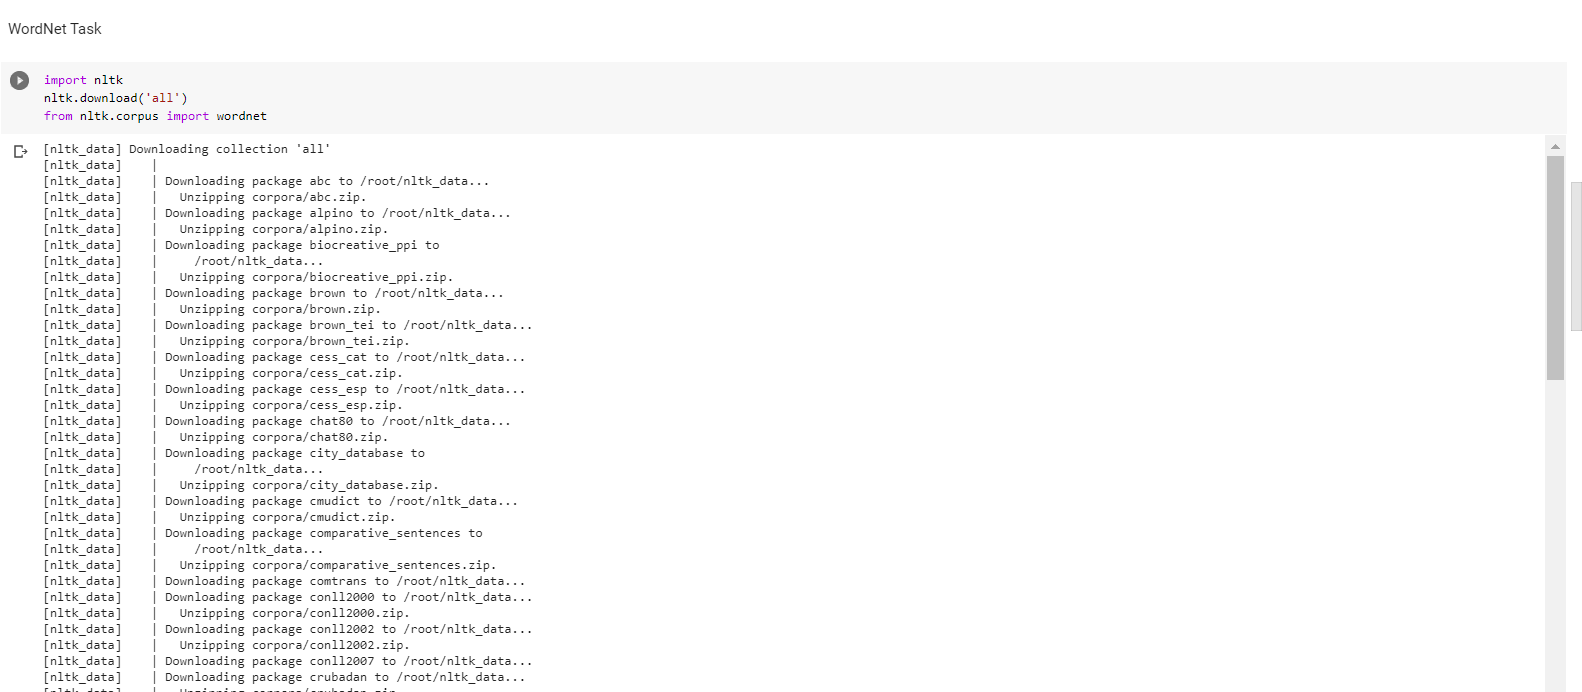 WordNet Task
import nltk
nltk.download('all')
from nltk.corpus import wordnet
[nltk_data] Downloading collection 'all'
[nltk_data]    |
[nltk_data]    | Downloading package abc to /root/nltk_data...
[nltk_data]    |   Unzipping corpora/abc.zip.
[nltk_data]    | Downloading package alpino to /root/nltk_data...
[nltk_data]    |   Unzipping corpora/alpino.zip.
[nltk_data]    | Downloading package biocreative_ppi to
[nltk_data]    |     /root/nltk_data...
[nltk_data]    |   Unzipping corpora/biocreative_ppi.zip.
[nltk_data]    | Downloading package brown to /root/nltk_data...
[nltk_data]    |   Unzipping corpora/brown.zip.
[nltk_data]    | Downloading package brown_tei to /root/nltk_data...
[nltk_data]    |   Unzipping corpora/brown_tei.zip.
[nltk_data]    | Downloading package cess_cat to /root/nltk_data...
[nltk_data]    |   Unzipping corpora/cess_cat.zip.
[nltk_data]    | Downloading package cess_esp to /root/nltk_data...
[nltk_data]    |   Unzipping corpora/cess_esp.zip.
[nltk_data]    | Downloading package chat80 to /root/nltk_data...
[nltk_data]    |   Unzipping corpora/chat80.zip.
[nltk_data]    | Downloading package city_database to
[nltk_data]    |     /root/nltk_data...
[nltk_data]    |   Unzipping corpora/city_database.zip.
[nltk_data]    | Downloading package cmudict to /root/nltk_data...
[nltk_data]    |   Unzipping corpora/cmudict.zip.
[nltk_data]    | Downloading package comparative_sentences to
[nltk_data]    |     /root/nltk_data...
[nltk_data]    |   Unzipping corpora/comparative_sentences.zip.
[nltk_data]    | Downloading package comtrans to /root/nltk_data...
[nltk_data]    | Downloading package conll2000 to /root/nltk_data...
[nltk_data]    |   Unzipping corpora/conll2000.zip.
[nltk_data]    | Downloading package conll2002 to /root/nltk_data...
[nltk_data]    |   Unzipping corpora/conll2002.zip.
[nltk_data]    | Downloading package conll2007 to /root/nltk_data...
[nltk_data]    | Downloading package crubadan to /root/nltk_data...